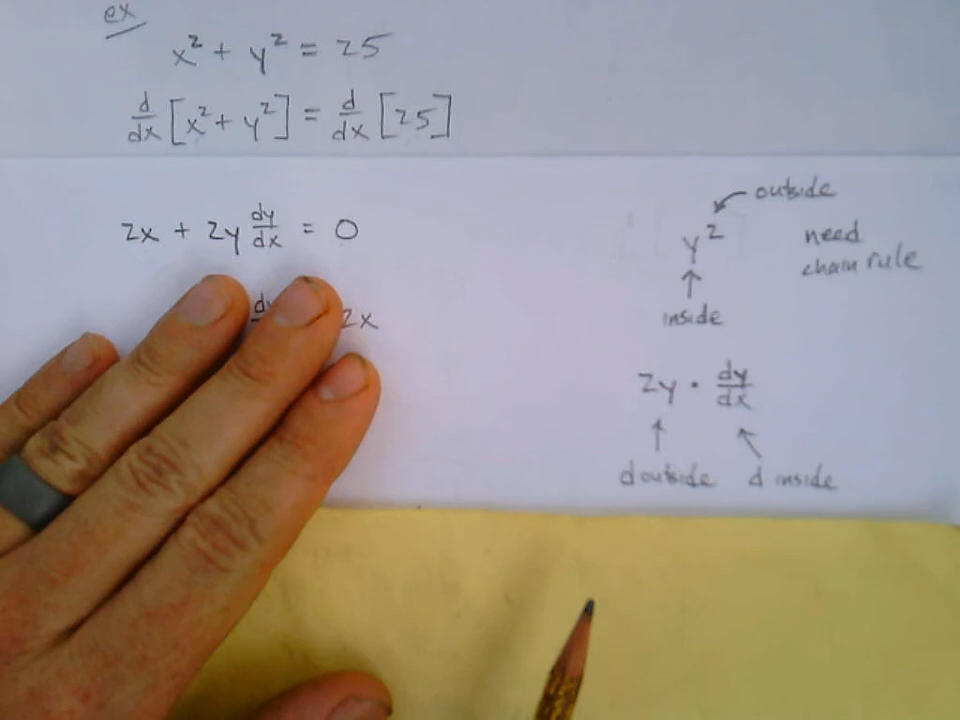 ex
x² + y² = 25
d/dx [x² + y²] = d/dx [25]
2x + 2y dy/dx = 0
2x
outside
y²
need
chain rule
inside
2y · dy/dx
d outside d inside